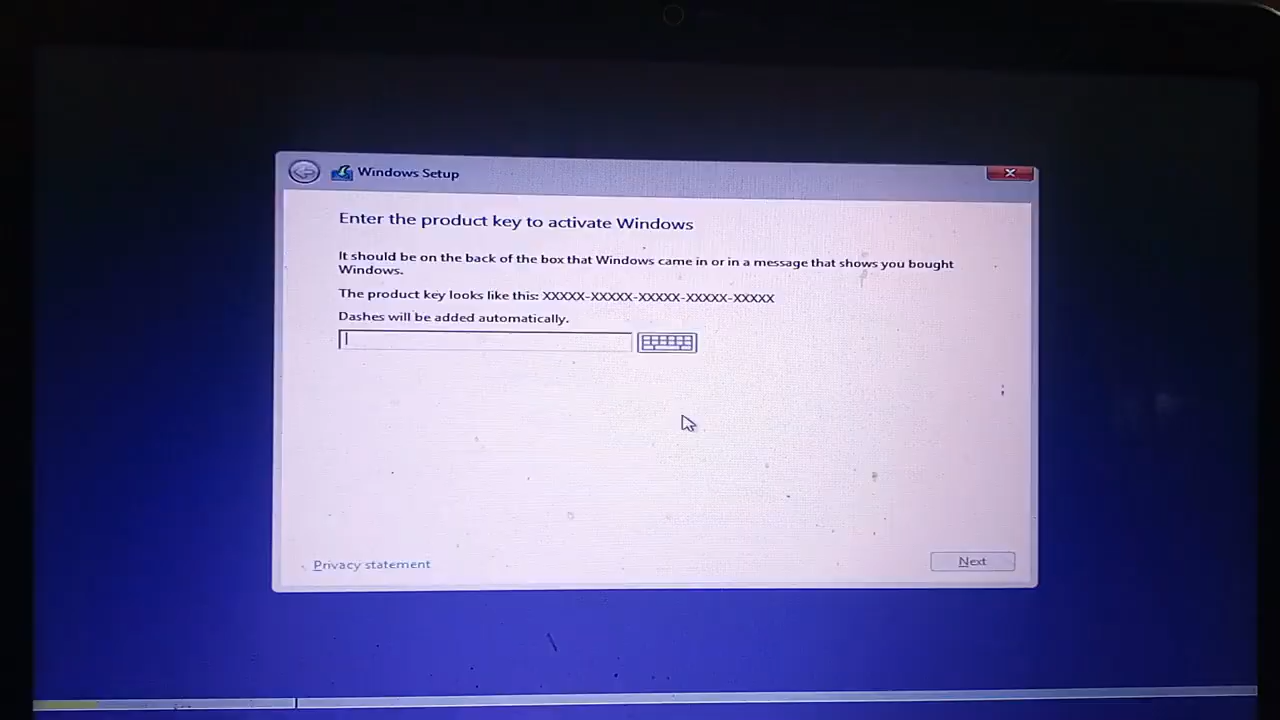 Windows Setup
Enter the product key to activate Windows
It should be on the back of the box that Windows came in or in a message that shows you bought
Windows.
The product key looks like this: XXXXX-XXXXX-XXXXX-XXXXX-XXXXX
Dashes will be added automatically.
Privacy statement
Next